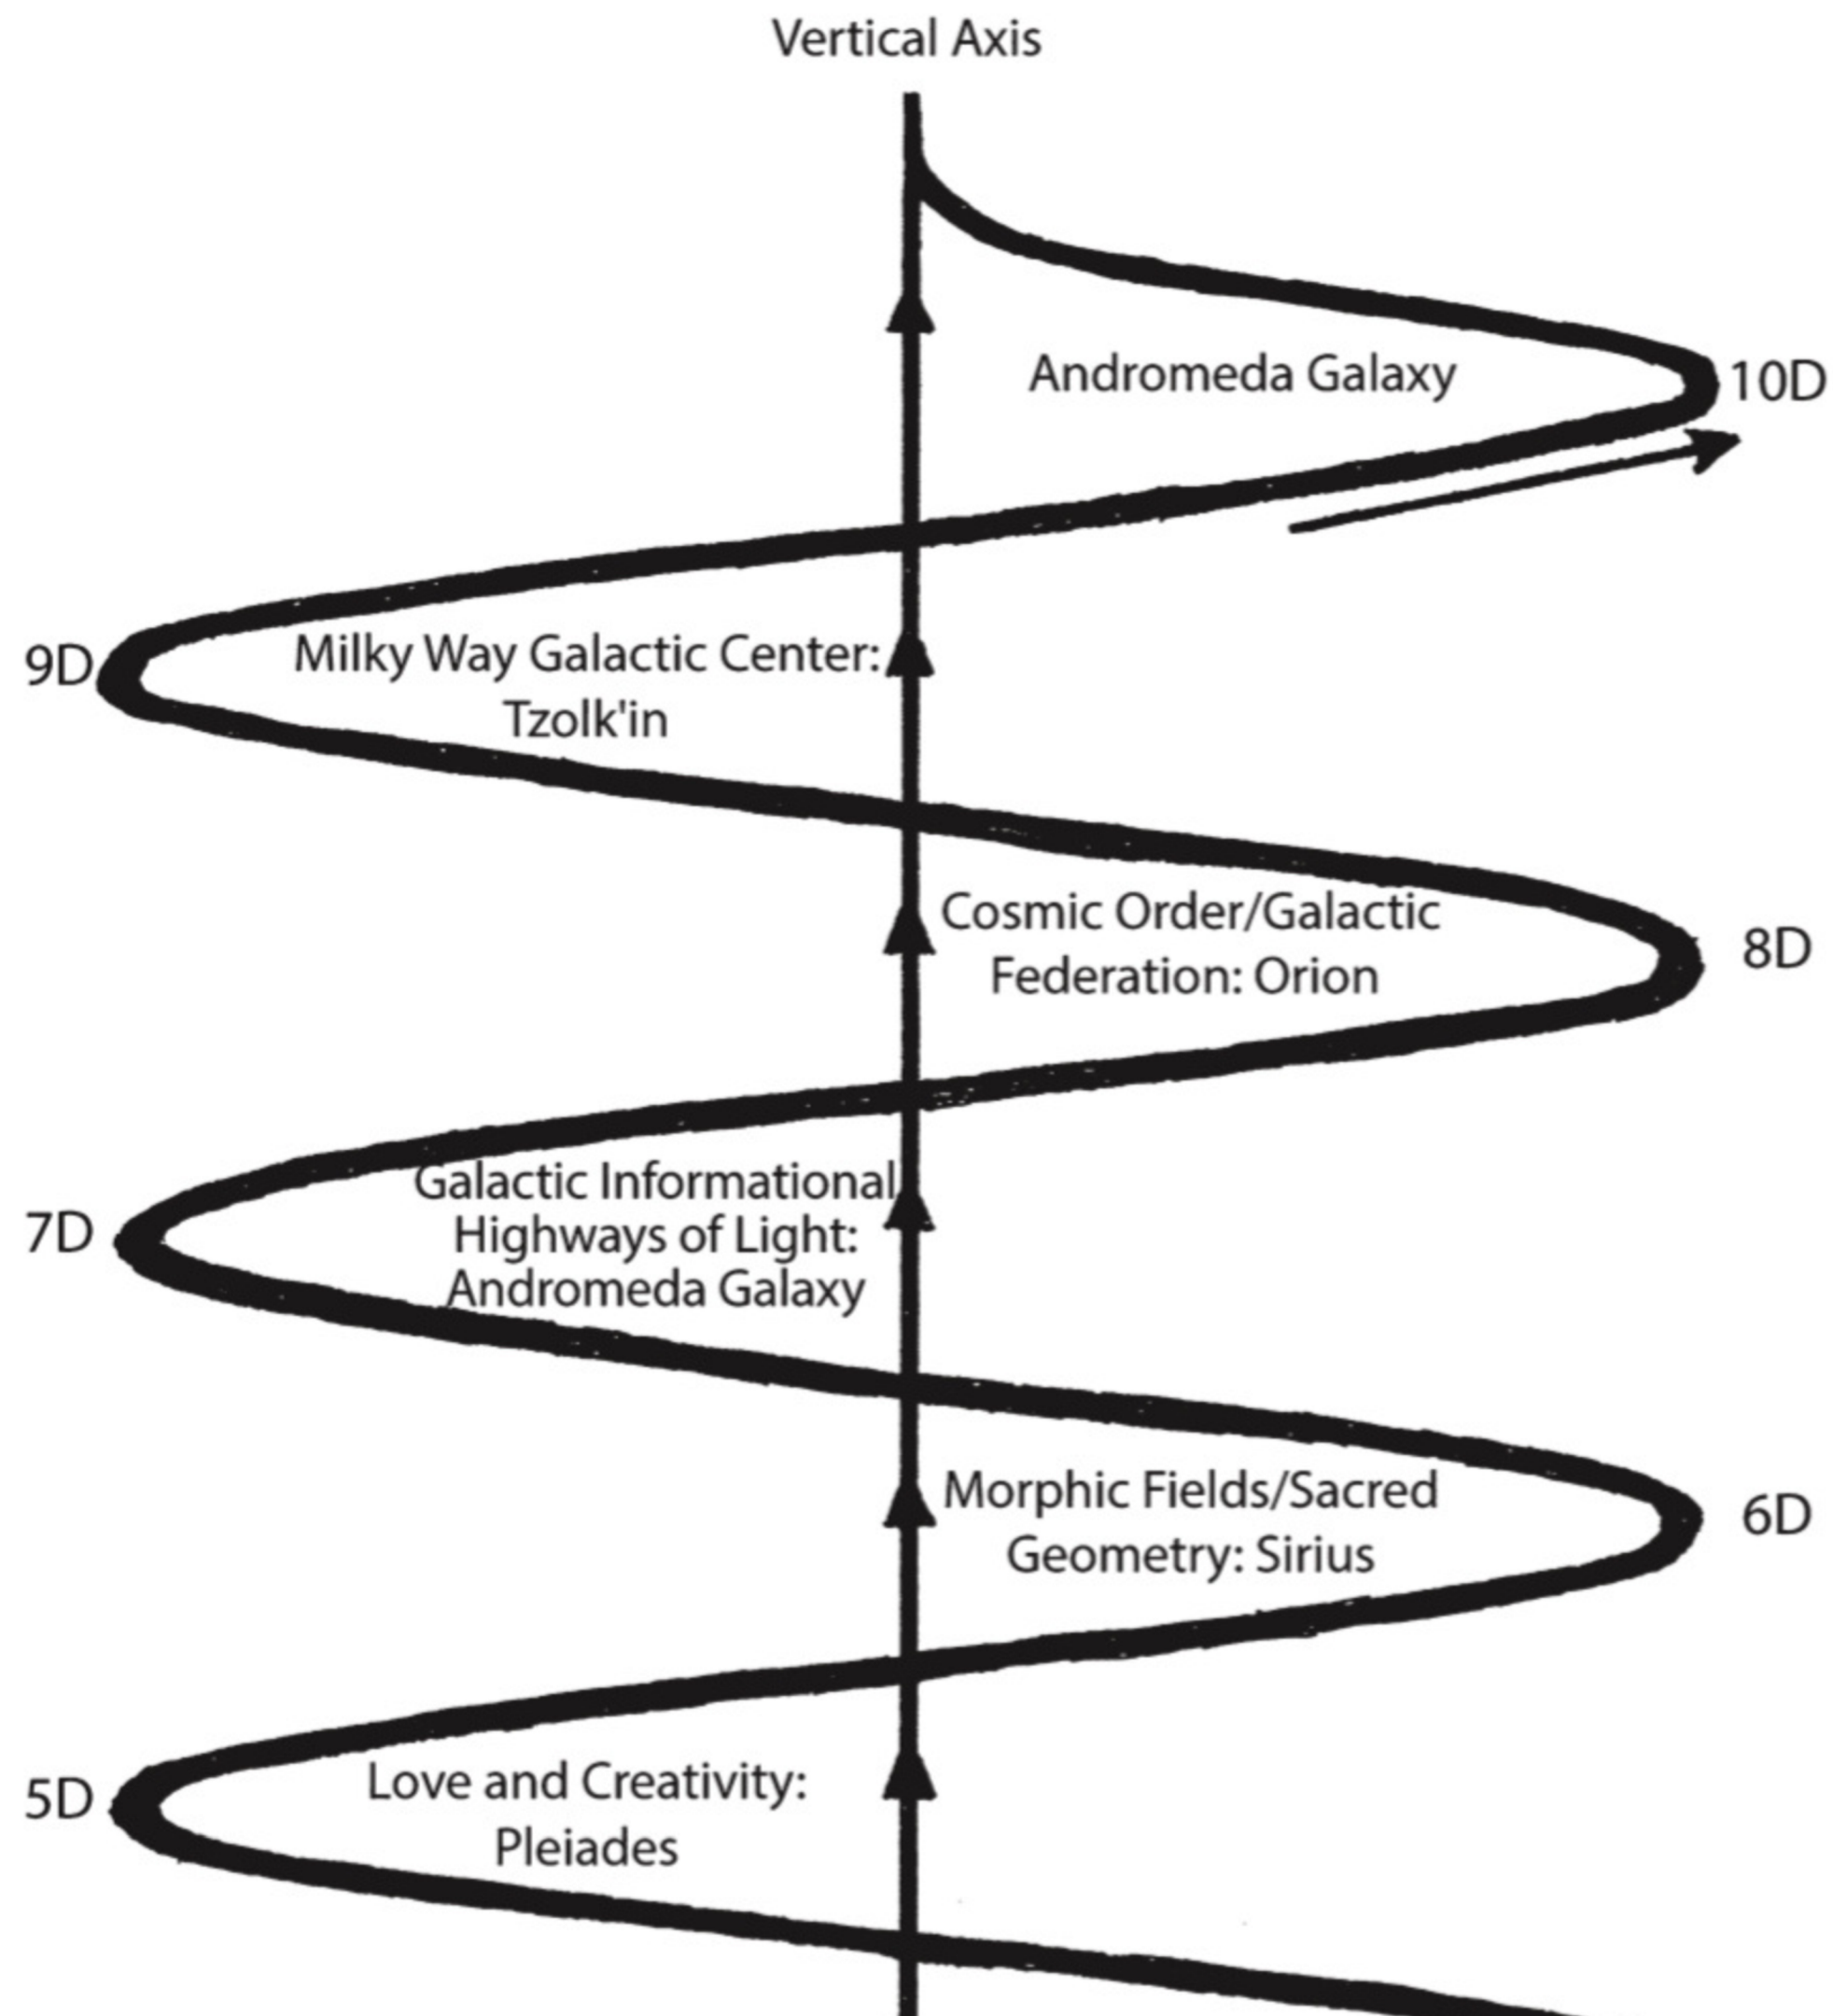 Vertical Axis
Andromeda Galaxy
10D
9D
Milky Way Galactic Center:
Tzolk'in
Cosmic Order/Galactic
Federation: Orion
8D
Galactic Informational
7D
Highways of Light:
Andromeda Galaxy
Morphic Fields/Sacred
6D
Geometry: Sirius
Love and Creativity:
5D
Pleiades